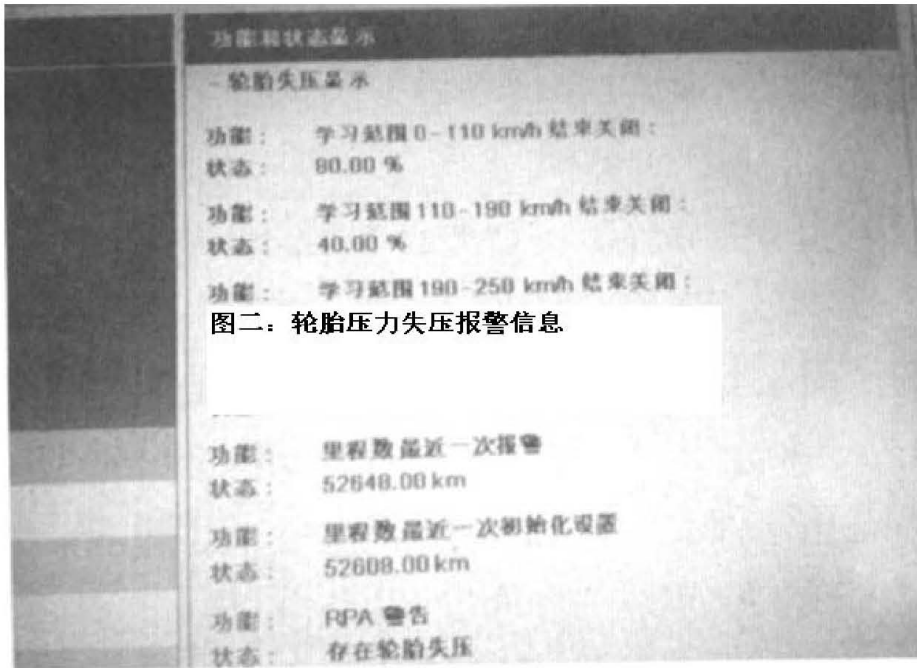 功能和状态显示
- 轮胎失压显示
功能： 学习范围 0-110 km/h 结束关闭：
状态： 80.00 %
功能： 学习范围 110-190 km/h 结束关闭：
状态： 40.00 %
功能： 学习范围 190-250 km/h 结束关闭：
图二：轮胎压力失压报警信息
功能： 里程数 最近一次报警
状态： 52648.00 km
功能： 里程数 最近一次初始化设置
状态： 52608.00 km
功能： RPA 警告
状态： 存在轮胎失压